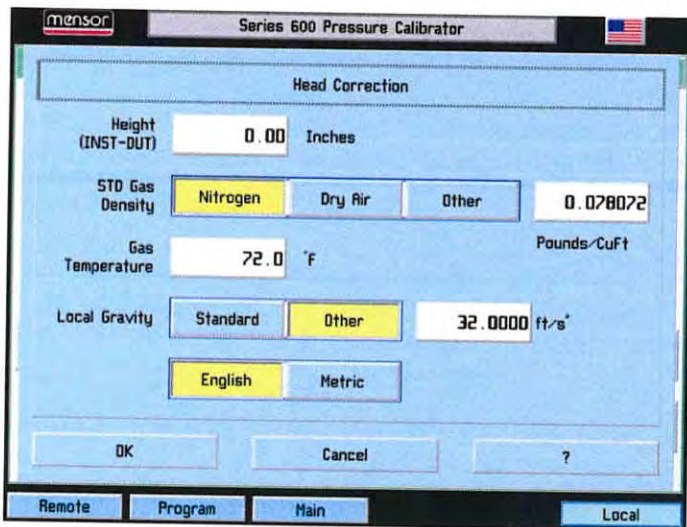 mensor
Series 600 Pressure Calibrator
Head Correction
Height
(INST-DUT)
0.00 Inches
STD Gas
Density
Nitrogen Dry Air Other 0.078072
Pounds/CuFt
Gas
Temperature
72.0 °F
Local Gravity Standard Other 32.0000 ft/s²
English Metric
OK Cancel ?
Remote Program Main Local